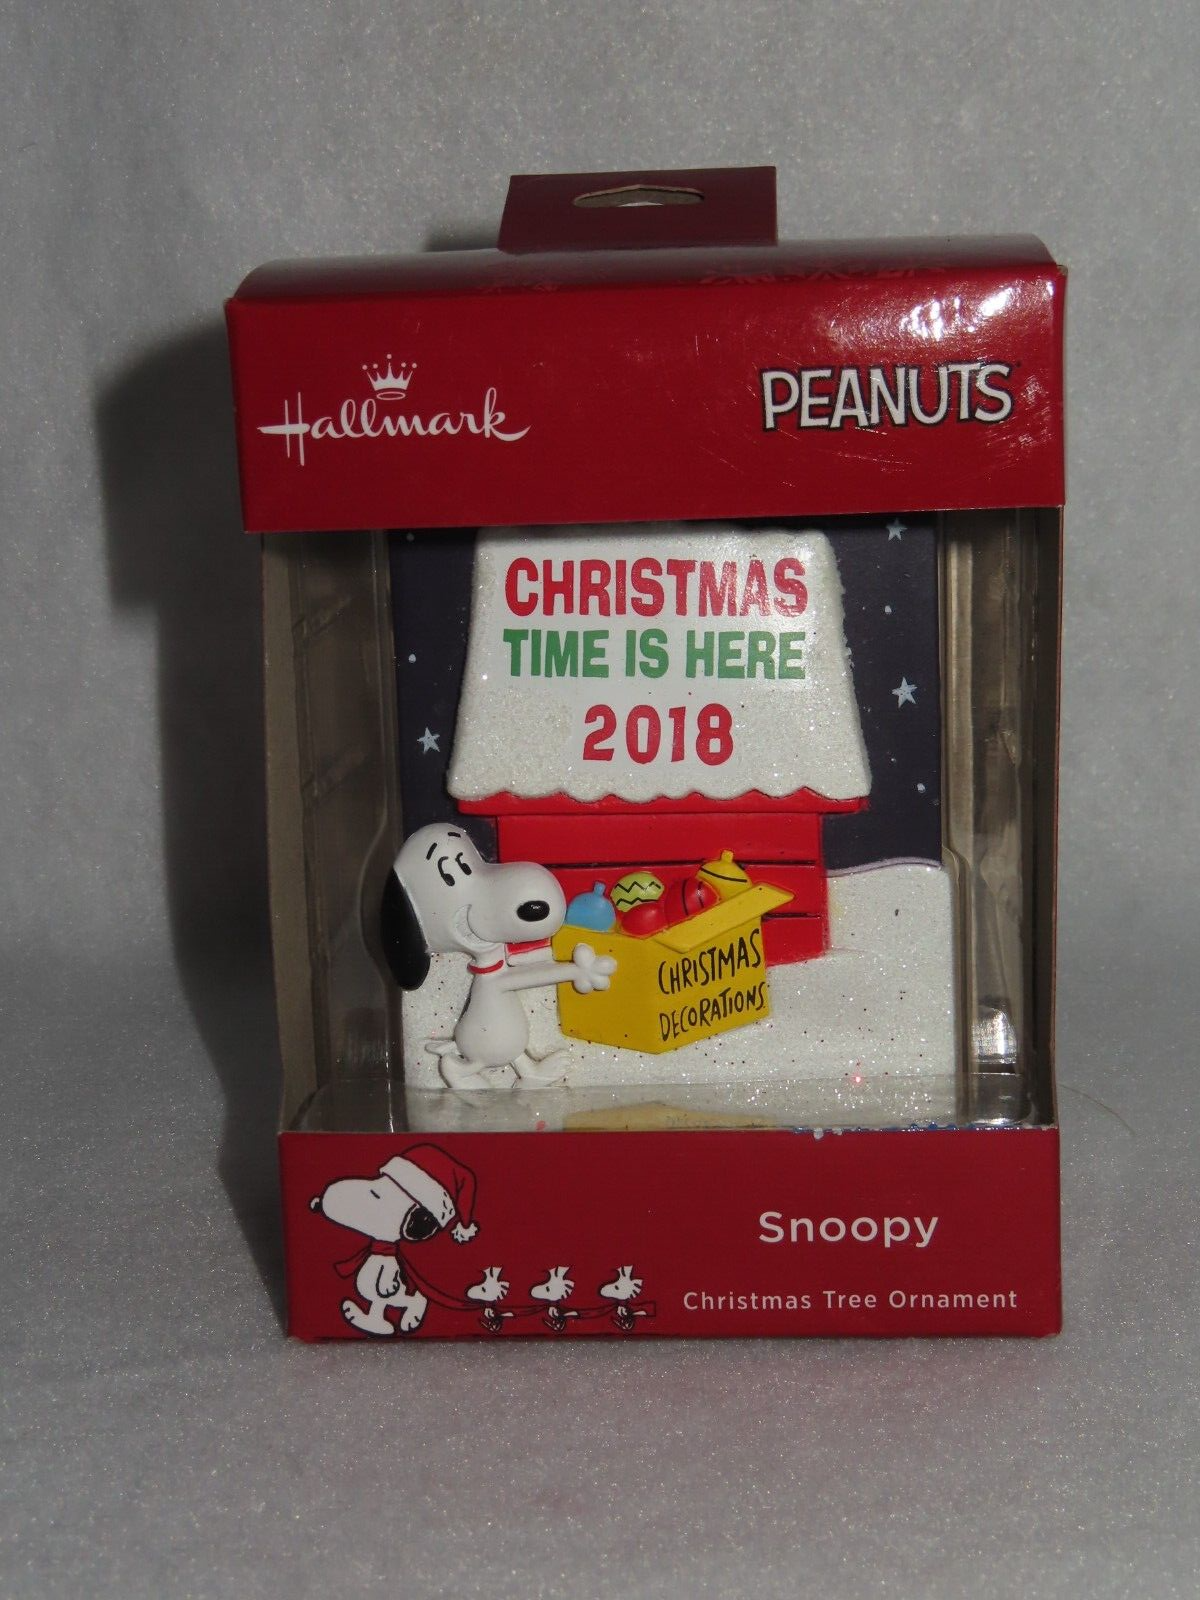 Hallmark
PEANUTS
CHRISTMAS
TIME IS HERE
2018
CHRISTMAS
DECORATIONS
Snoopy
Christmas Tree Ornament